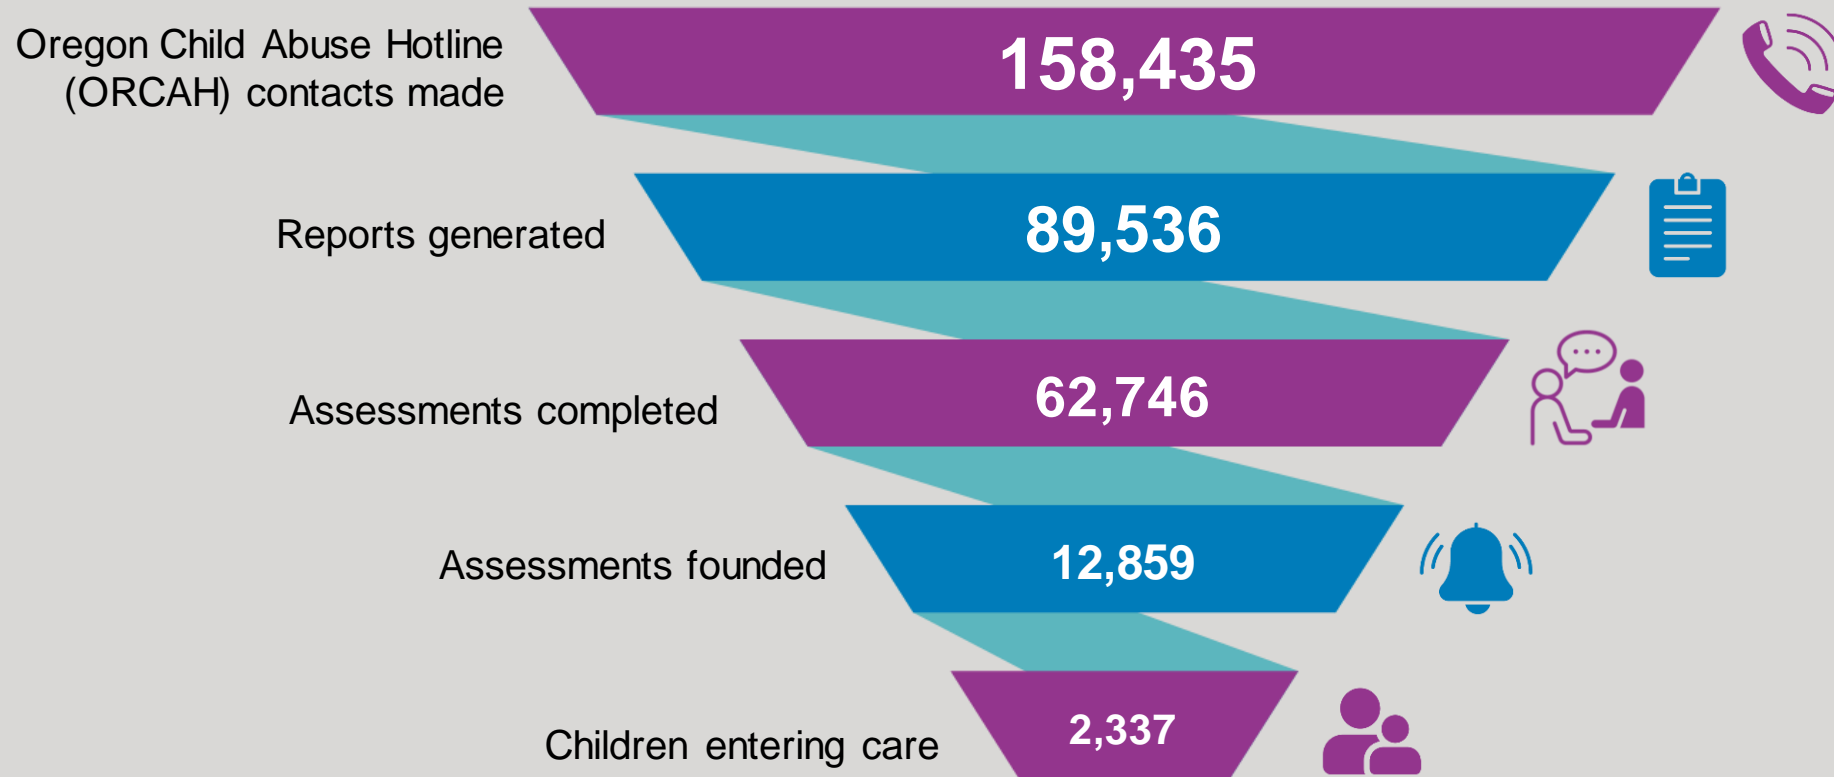 Oregon Child Abuse Hotline
(ORCAH) contacts made
158,435
Reports generated
89,536
Assessments completed
62,746
Assessments founded
12,859
Children entering care
2,337